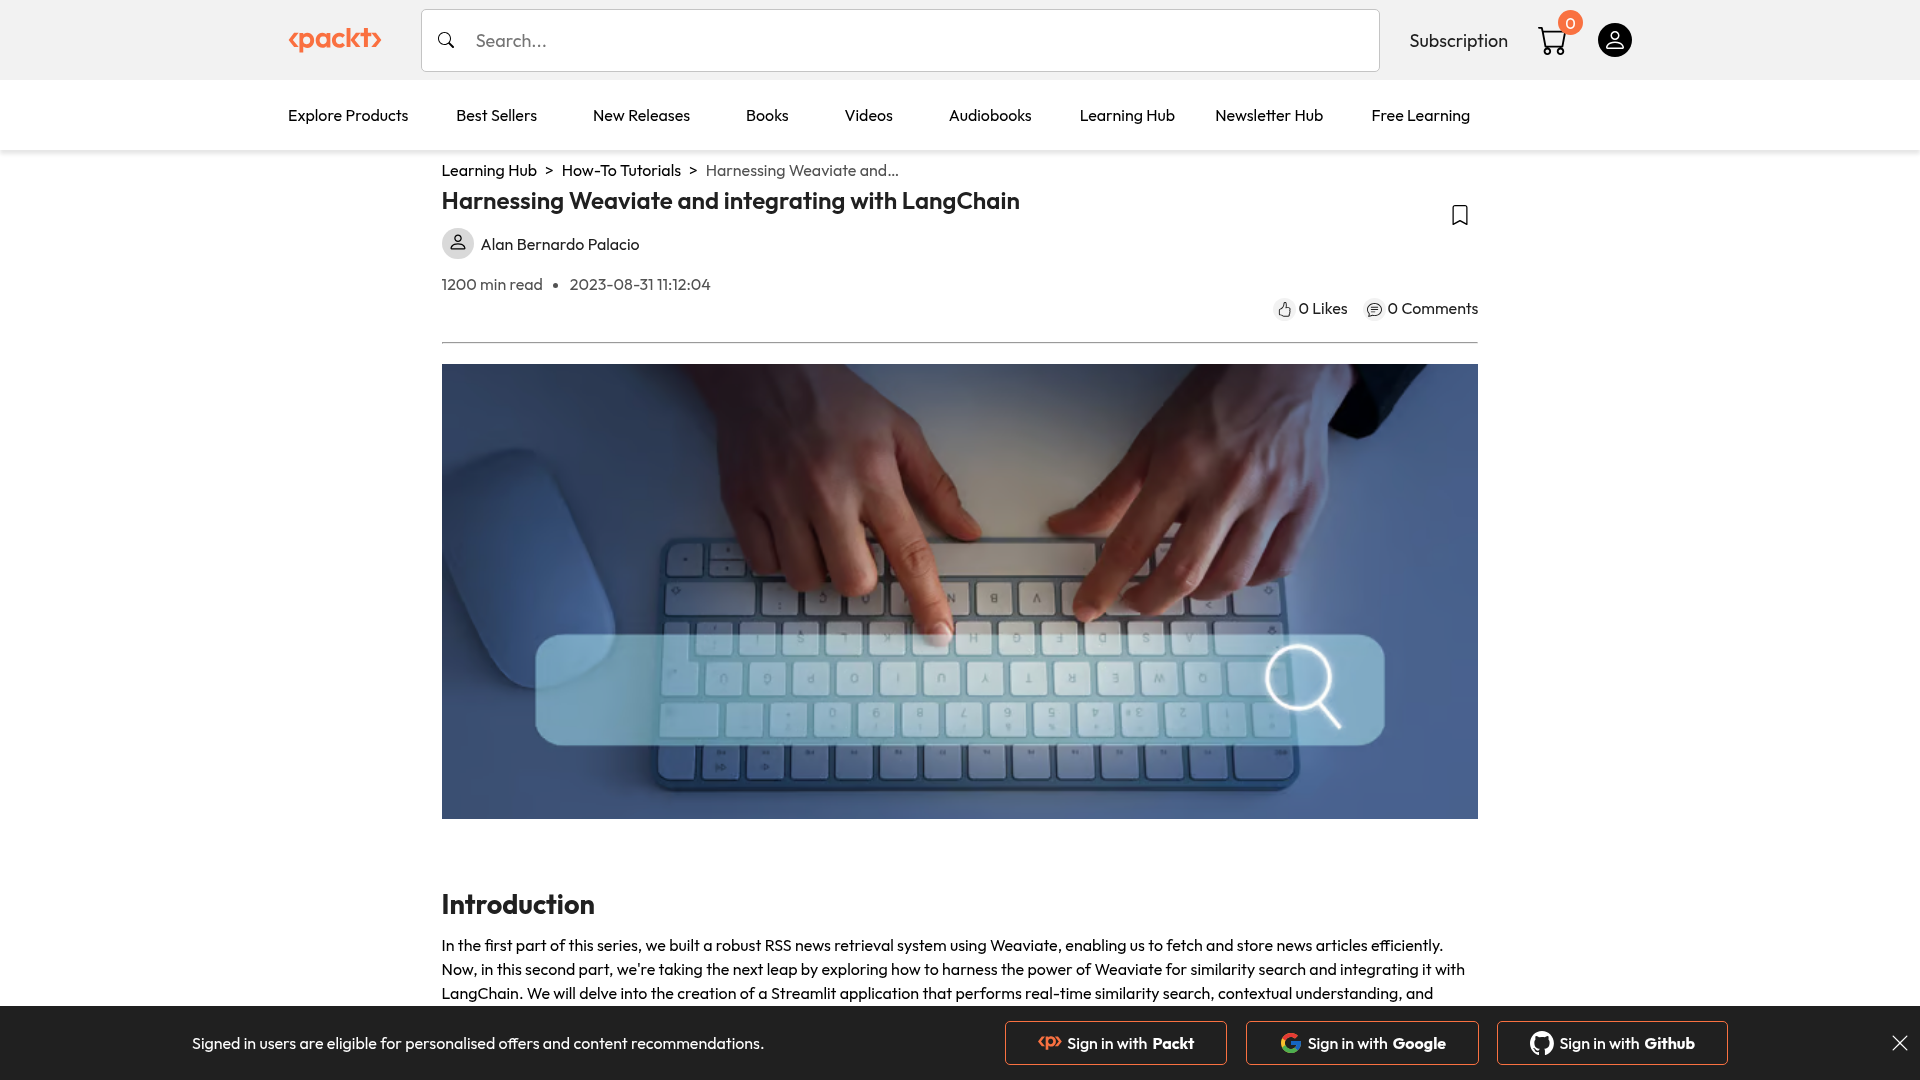 <packt>
Search...
Subscription
0
Explore Products
Best Sellers
New Releases
Books
Videos
Audiobooks
Learning Hub
Newsletter Hub
Free Learning
Learning Hub > How-To Tutorials > Harnessing Weaviate and...
Harnessing Weaviate and integrating with LangChain
Alan Bernardo Palacio
1200 min read • 2023-08-31 11:12:04
0 Likes
0 Comments
Introduction
In the first part of this series, we built a robust RSS news retrieval system using Weaviate, enabling us to fetch and store news articles efficiently.
Now, in this second part, we're taking the next leap by exploring how to harness the power of Weaviate for similarity search and integrating it with
LangChain. We will delve into the creation of a Streamlit application that performs real-time similarity search, contextual understanding, and
Signed in users are eligible for personalised offers and content recommendations.
Sign in with Packt
Sign in with Google
Sign in with Github